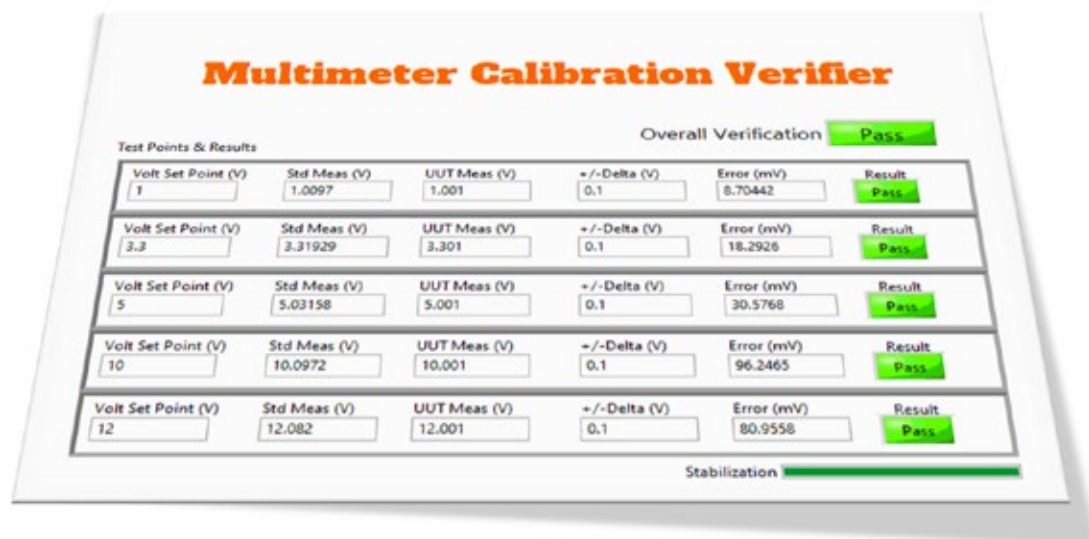 Multimeter Calibration Verifier
Overall Verification Pass
Test Points & Results
Volt Set Point (V) Std Meas (V) UUT Meas (V) +/-Delta (V) Error (mV) Result
1 1.0097 1.001 0.1 8.70442 Pass
Volt Set Point (V) Std Meas (V) UUT Meas (V) +/-Delta (V) Error (mV) Result
3.3 3.31929 3.301 0.1 18.2926 Pass
Volt Set Point (V) Std Meas (V) UUT Meas (V) +/-Delta (V) Error (mV) Result
5 5.03158 5.001 0.1 30.5768 Pass
Volt Set Point (V) Std Meas (V) UUT Meas (V) +/-Delta (V) Error (mV) Result
10 10.0972 10.001 0.1 96.2465 Pass
Volt Set Point (V) Std Meas (V) UUT Meas (V) +/-Delta (V) Error (mV) Result
12 12.082 12.001 0.1 80.9558 Pass
Stabilization